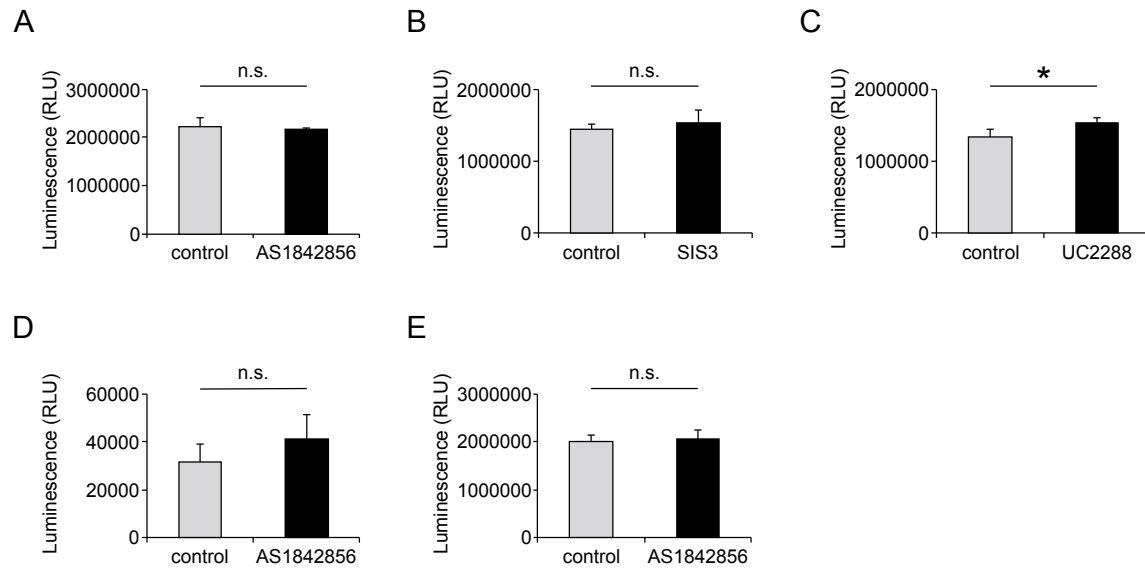 A
Luminescence (RLU)
n.s.
3000000
2000000
1000000
0
control AS1842856
B
Luminescence (RLU)
n.s.
2000000
1000000
0
control SIS3
C
Luminescence (RLU)
*
2000000
1000000
0
control UC2288
D
Luminescence (RLU)
n.s.
60000
40000
20000
0
control AS1842856
E
Luminescence (RLU)
n.s.
3000000
2000000
1000000
0
control AS1842856